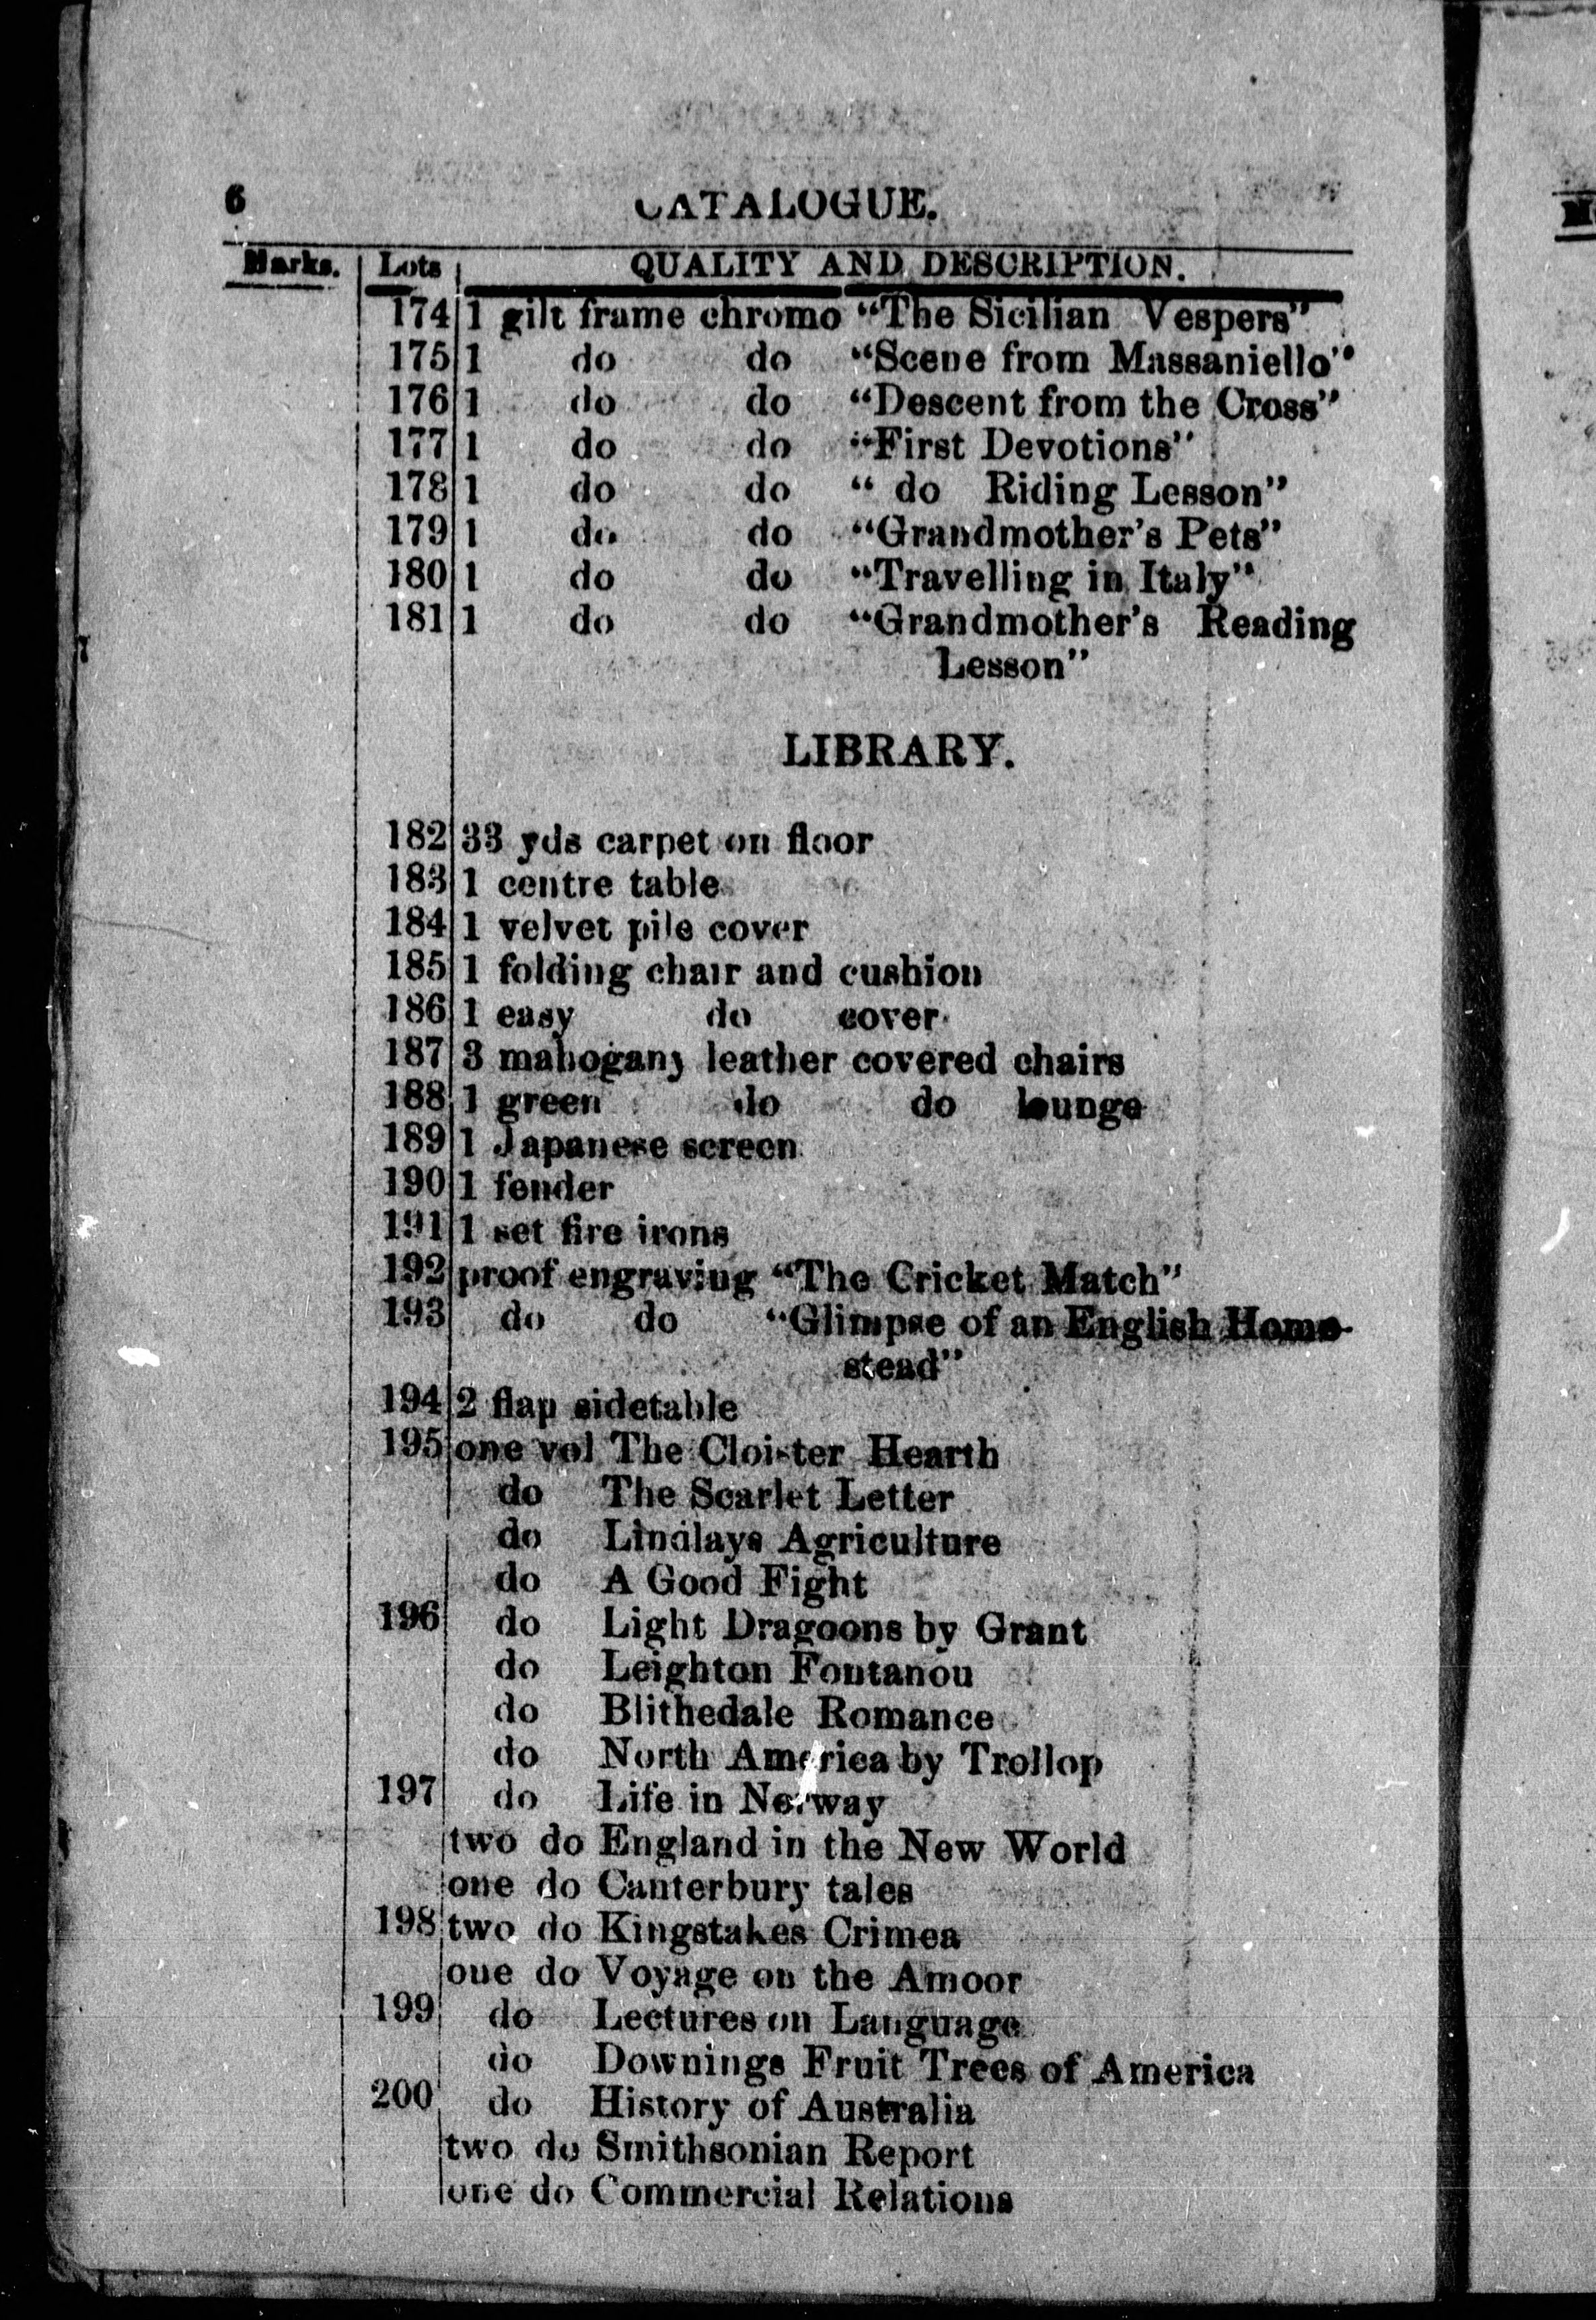 6 CATALOGUE.
Marks. Lots QUALITY AND DESCRIPTION.
174 1 gilt frame chromo “The Sicilian Vespers”
175 1 do do “Scene from Massaniello”
176 1 do do “Descent from the Cross”
177 1 do do “First Devotions”
178 1 do do “ do Riding Lesson”
179 1 do do “Grandmother’s Pets”
180 1 do do “Travelling in Italy”
181 1 do do “Grandmother’s Reading
Lesson”
LIBRARY.
182 33 yds carpet on floor
183 1 centre table
184 1 velvet pile cover
185 1 folding chair and cushion
186 1 easy do cover
187 3 mahogany leather covered chairs
188 1 green do do lounge
189 1 Japanese screen
190 1 fender
191 1 set fire irons
192 proof engraving “The Cricket Match”
193 do do “Glimpse of an English Home-
stead”
194 2 flap sidetable
195 one vol The Cloister Hearth
do The Scarlet Letter
do Lindlays Agriculture
do A Good Fight
196 do Light Dragoons by Grant
do Leighton Fontanou
do Blithedale Romance
do North America by Trollop
197 do Life in Norway
two do England in the New World
one do Canterbury tales
198 two do Kingstakes Crimea
one do Voyage on the Amoor
199 do Lectures on Language
do Downings Fruit Trees of America
200 do History of Australia
two do Smithsonian Report
one do Commercial Relations